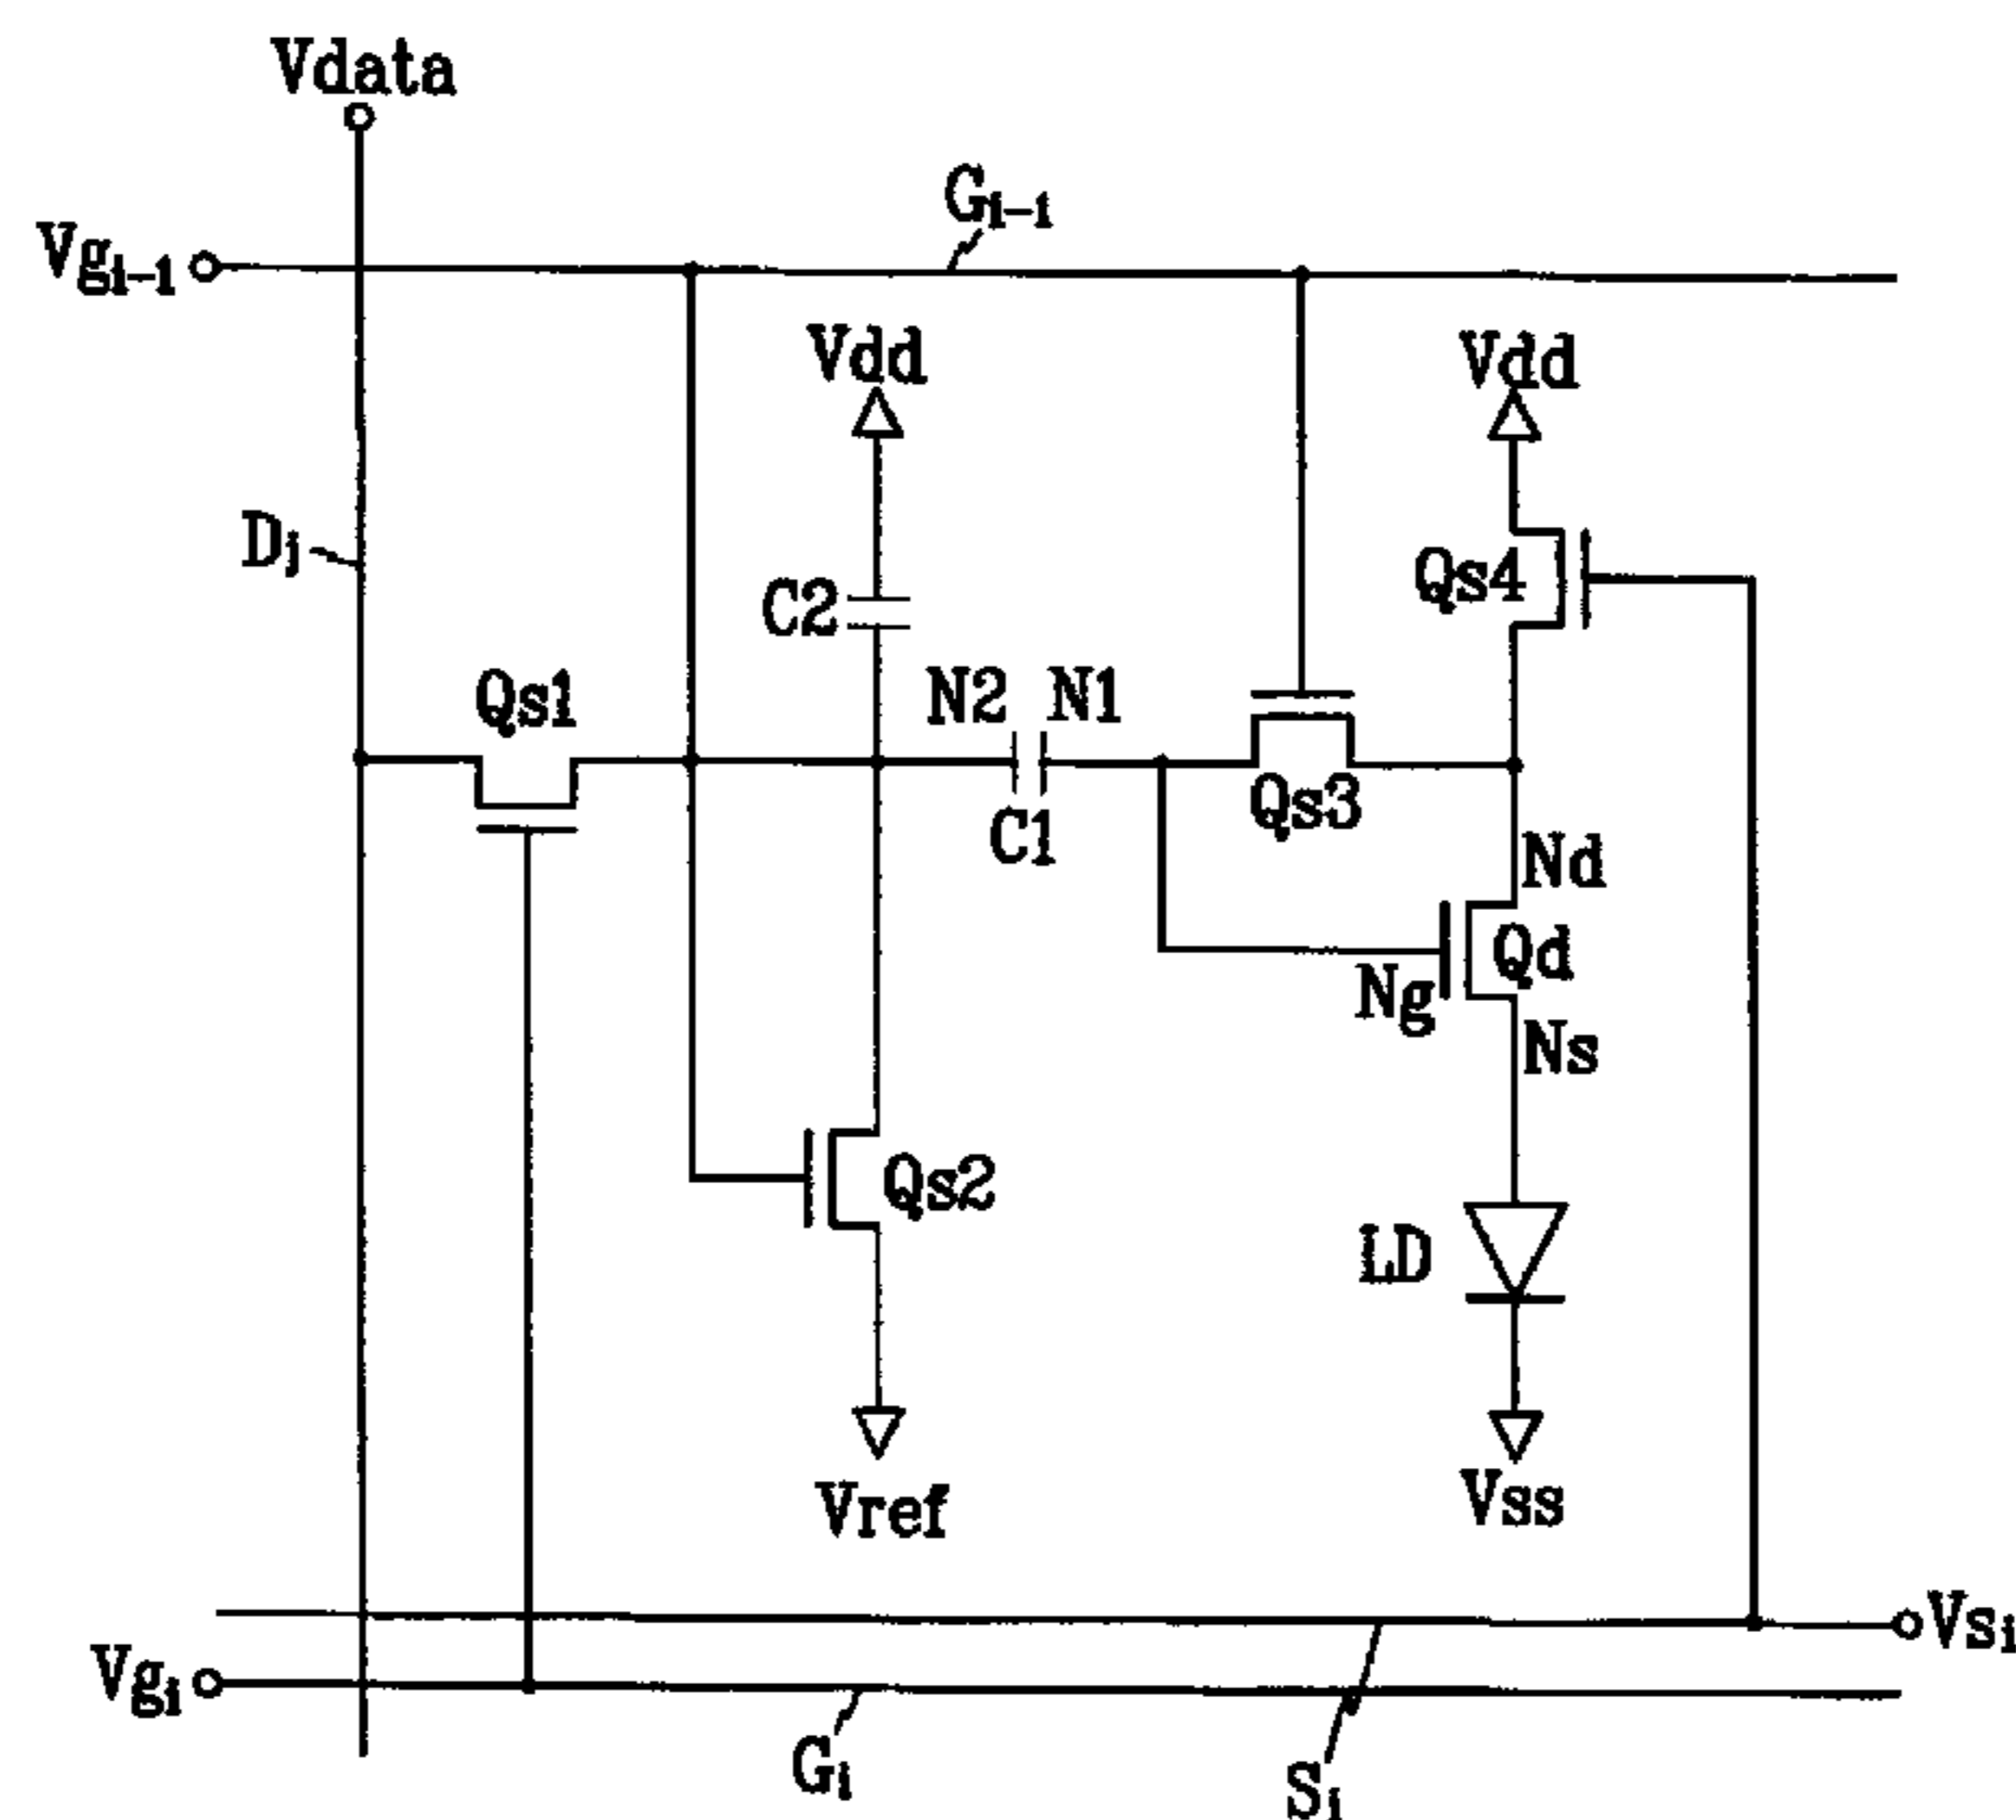 Vdata
Gi-1
Vgi-1
Vdd
Vdd
Dj
Qs4
C2
Qs1
N2
N1
Qs3
C1
Nd
Qd
Ng
Ns
Qs2
LD
Vref
Vss
Vsi
Vgi
Gi
Si